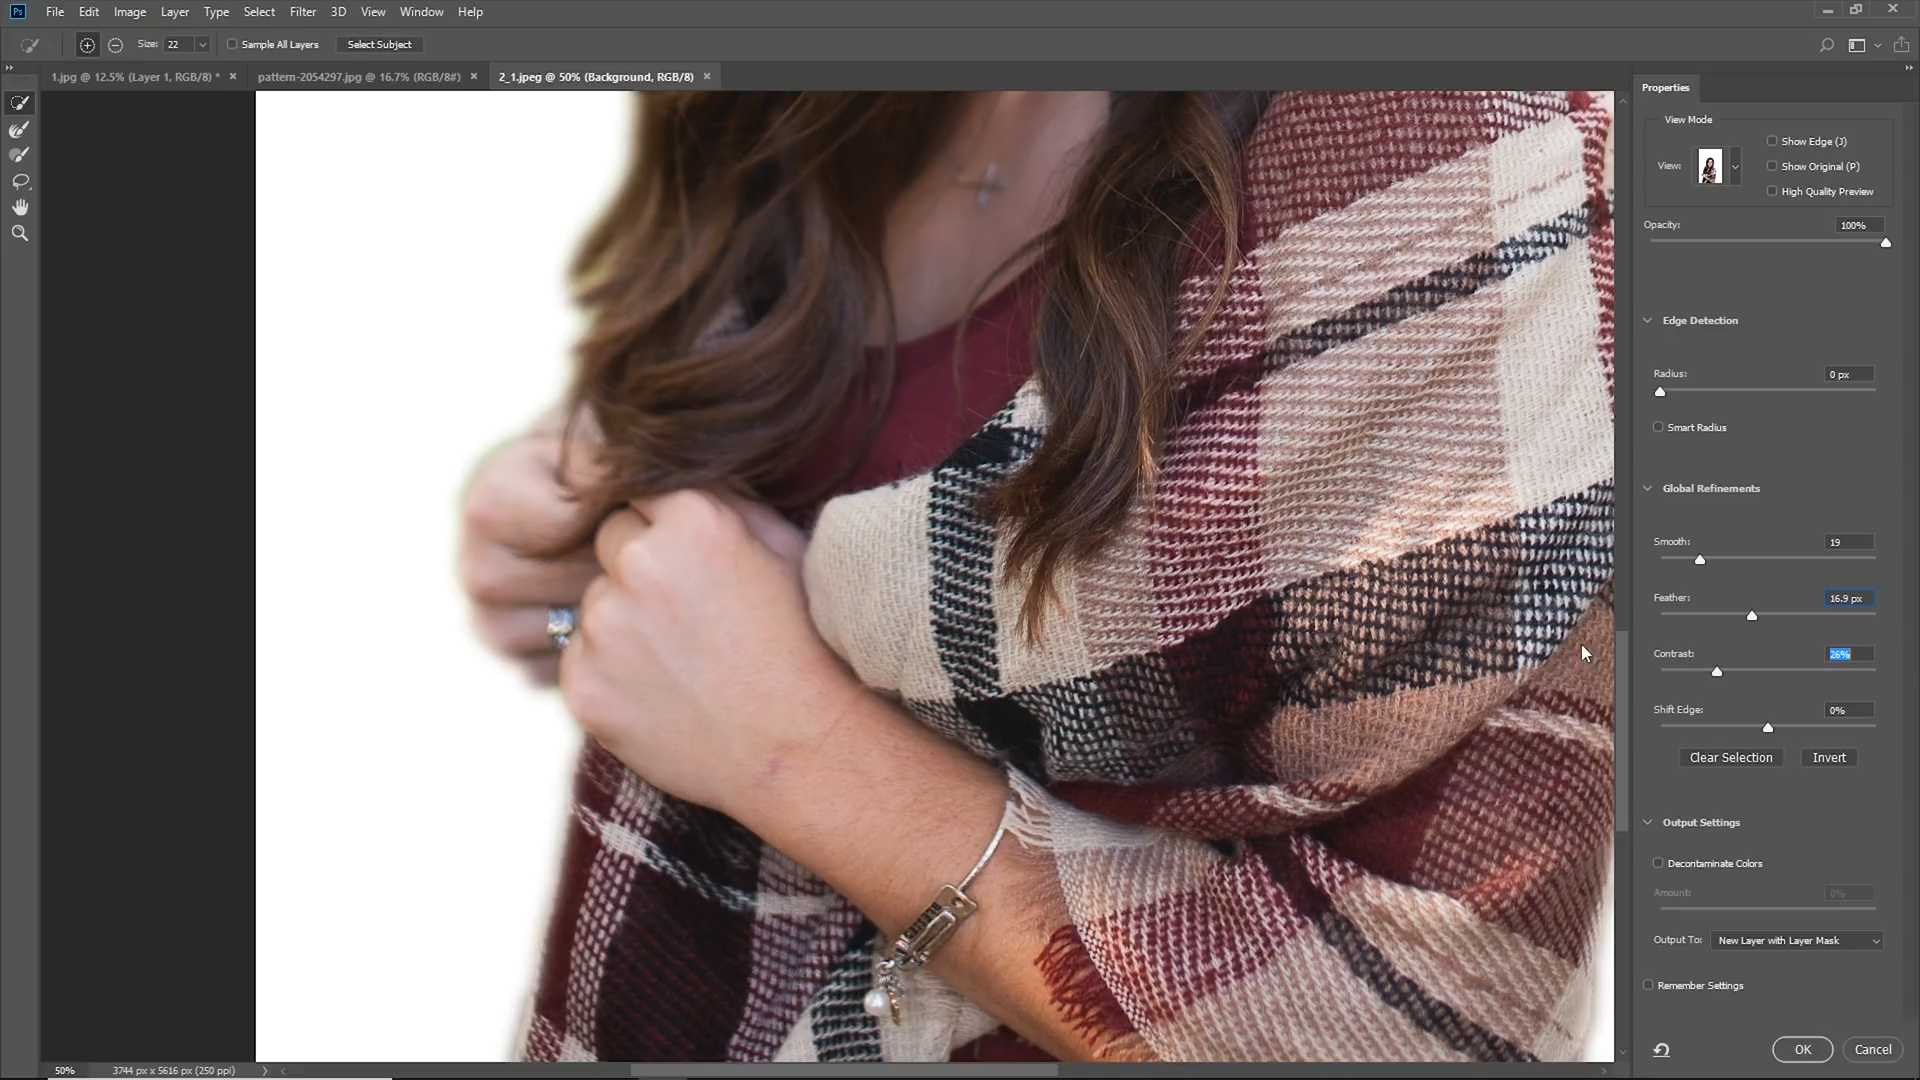 Ps File Edit Image Layer Type Select Filter 3D View Window Help
Size: 22 Sample All Layers Select Subject
1.jpg @ 12.5% (Layer 1, RGB/8) * × pattern-2054297.jpg @ 16.7% (RGB/8#) × 2_1.jpeg @ 50% (Background, RGB/8) ×
Properties
View Mode
Show Edge (J)
View:
Show Original (P)
High Quality Preview
Opacity: 100%
Edge Detection
Radius: 0 px
Smart Radius
Global Refinements
Smooth: 19
Feather: 16.9 px
Contrast: 26%
Shift Edge: 0%
Clear Selection Invert
Output Settings
Decontaminate Colors
Amount: 0%
Output To: New Layer with Layer Mask
Remember Settings
OK Cancel
50% 3744 px x 5616 px (250 ppi)